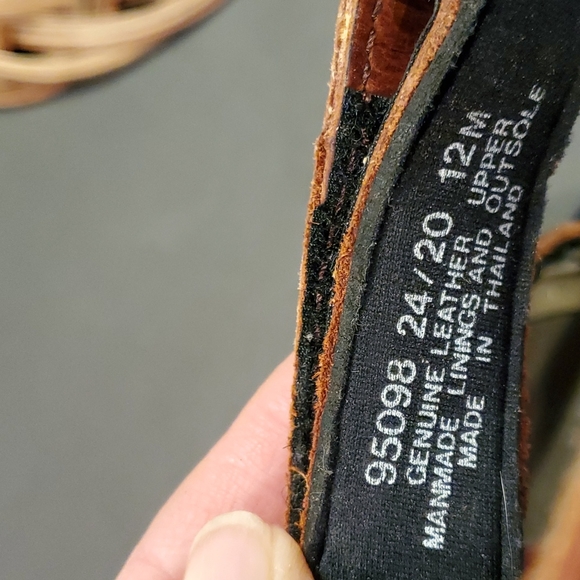 95098 24/20 12M
GENUINE LEATHER UPPER
MANMADE LININGS AND OUTSOLE
MADE IN THAILAND